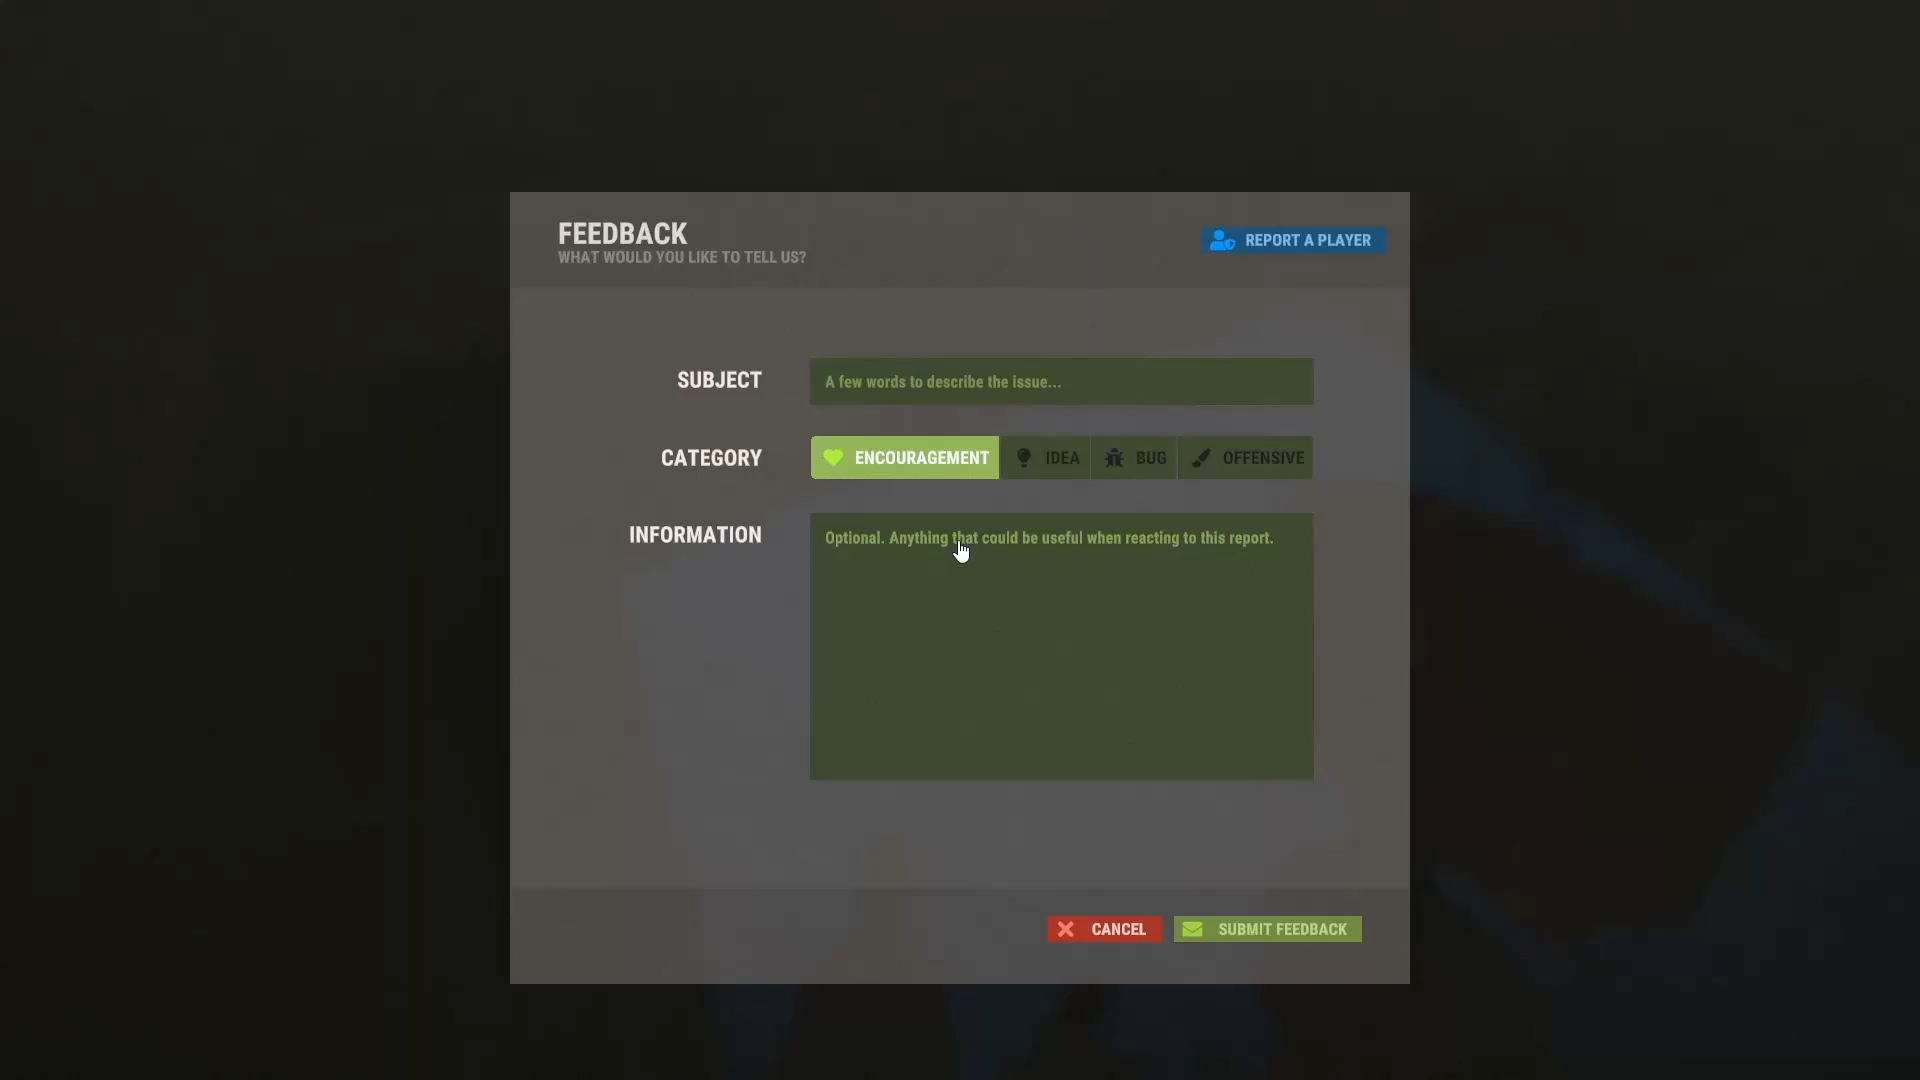 FEEDBACK
WHAT WOULD YOU LIKE TO TELL US?
REPORT A PLAYER
SUBJECT
A few words to describe the issue...
CATEGORY
ENCOURAGEMENT
IDEA
BUG
OFFENSIVE
INFORMATION
Optional. Anything that could be useful when reacting to this report.
CANCEL
SUBMIT FEEDBACK